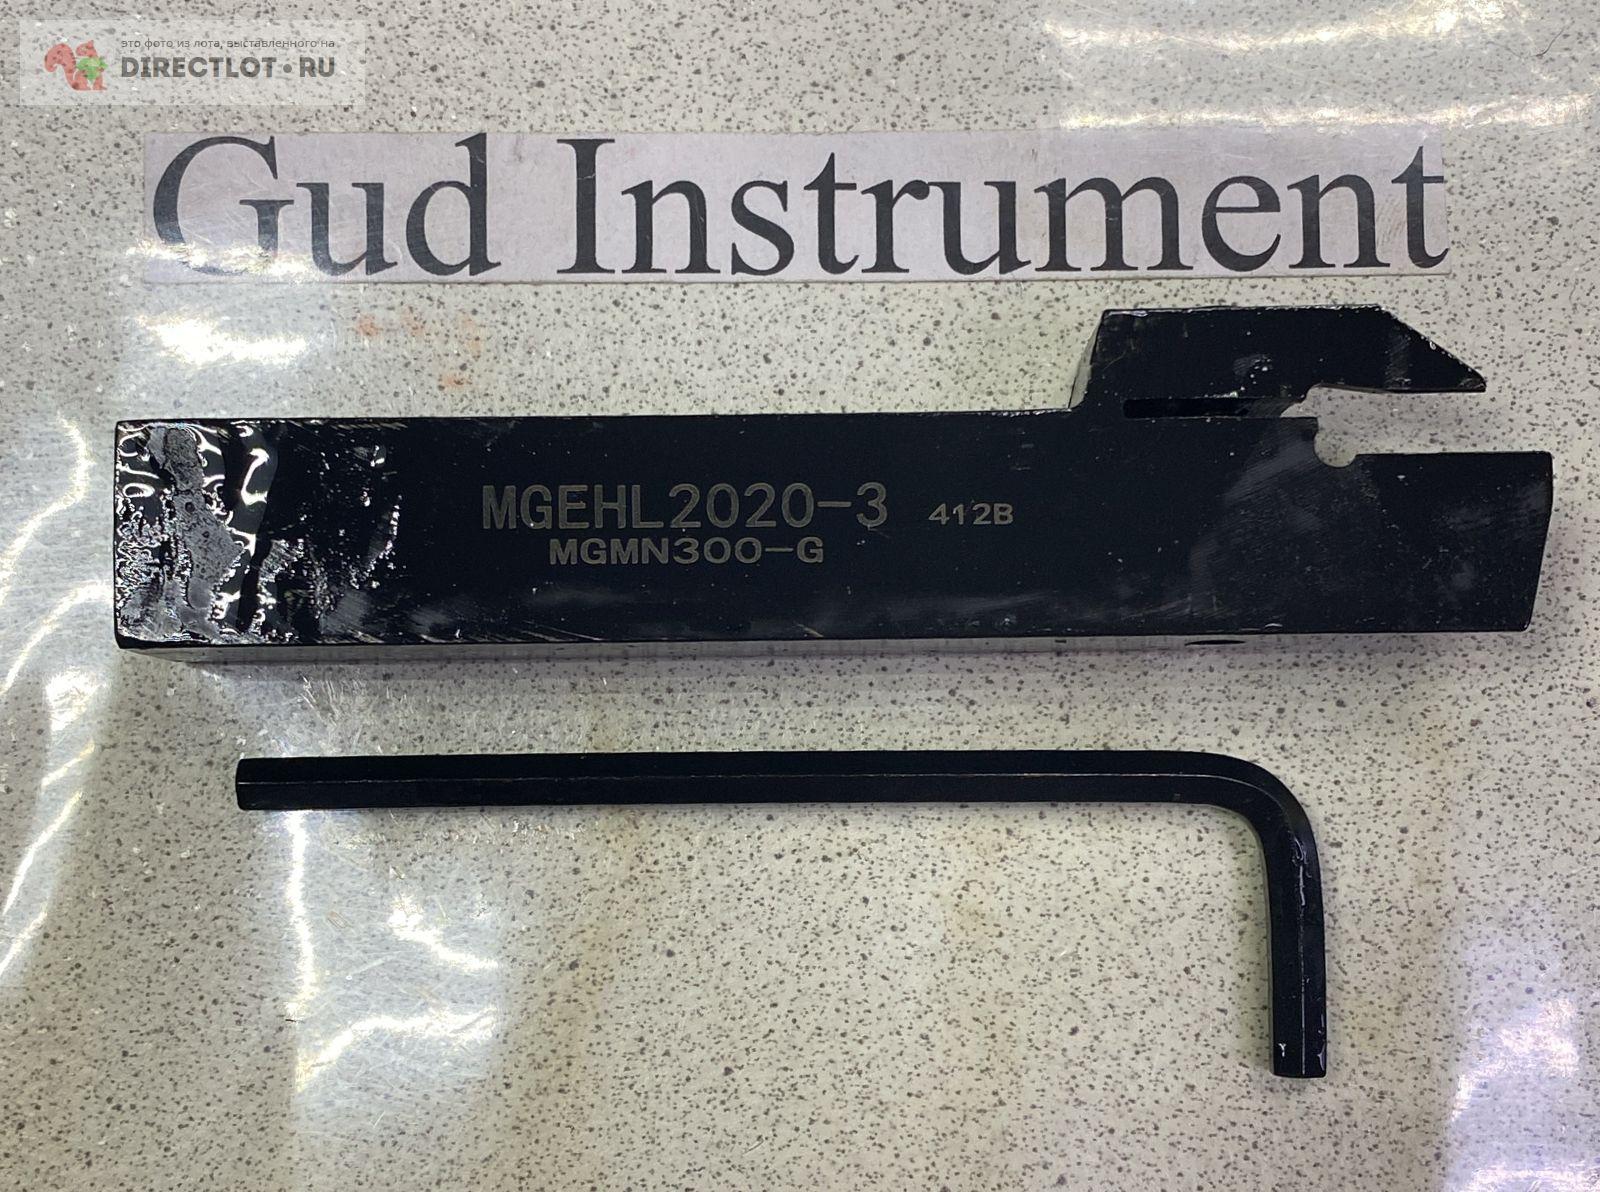 это фото из лота, выставленного на
DIRECTLOT•RU
Gud Instrument
MGEHL2020-3 412B
MGMN300-G